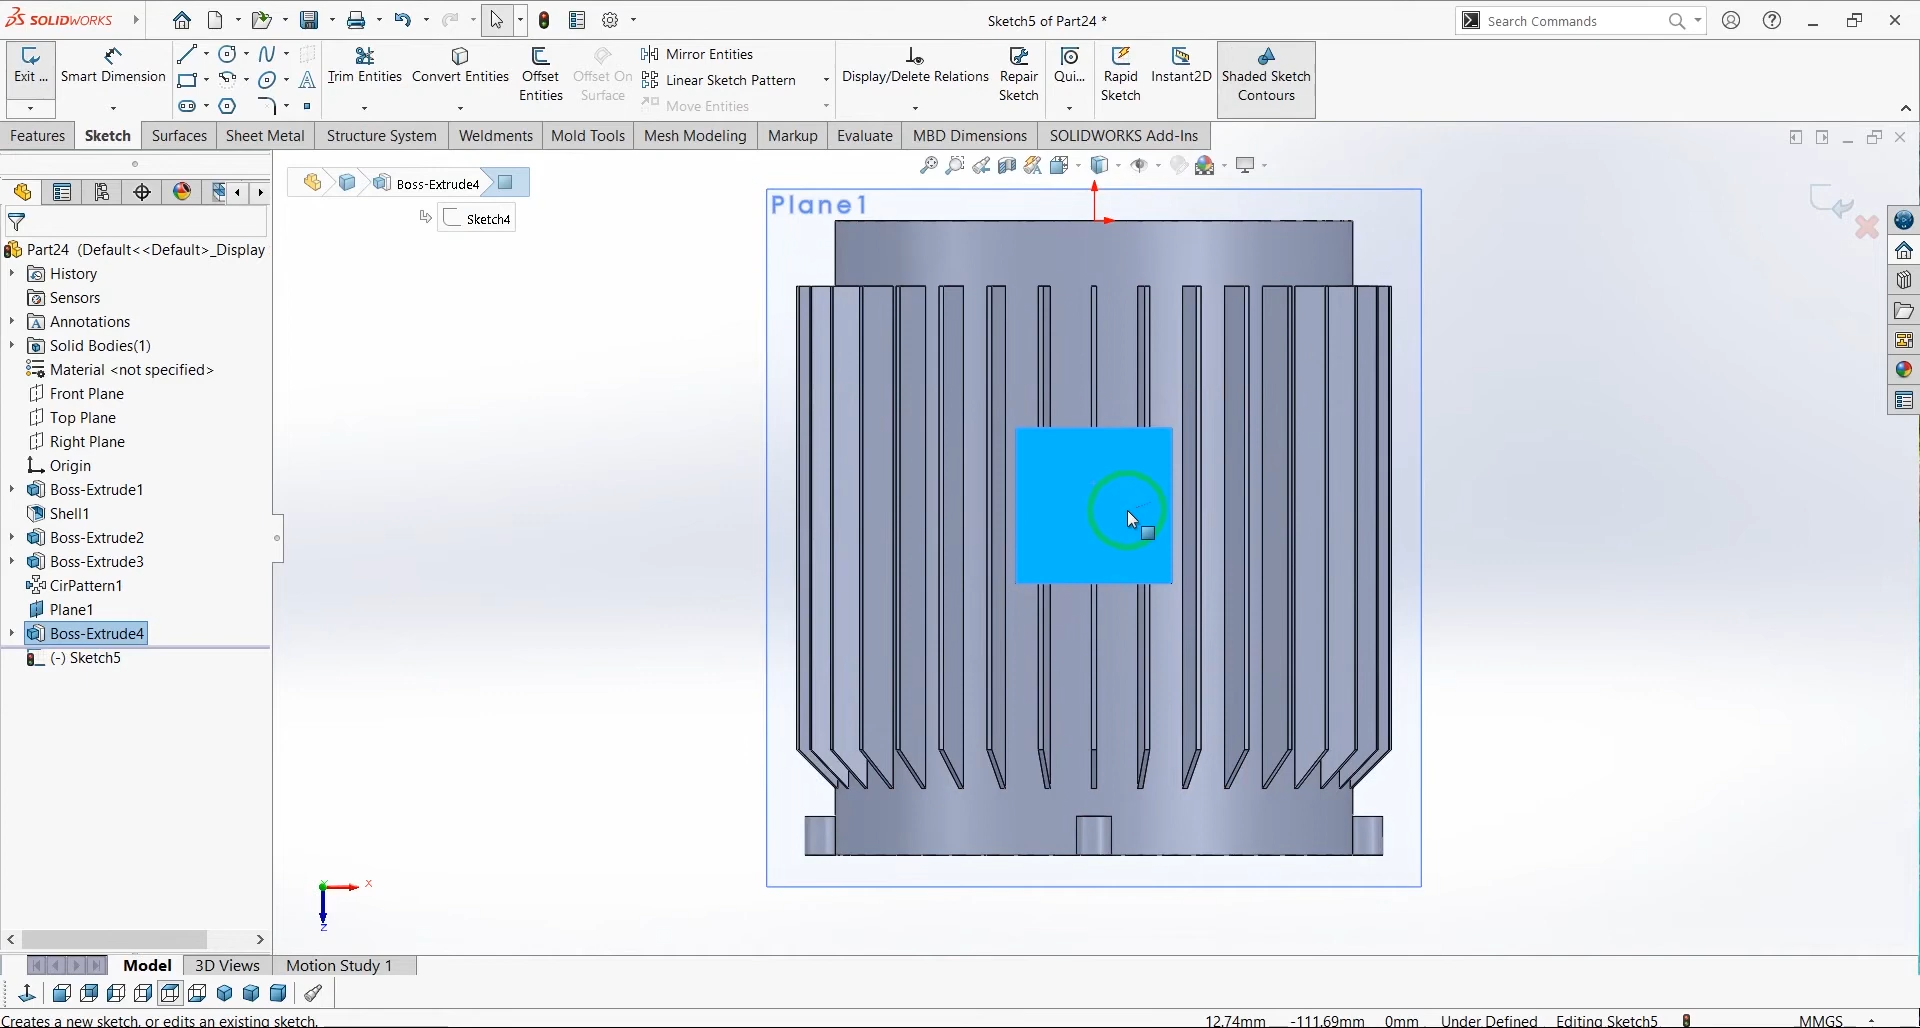 SOLIDWORKS
Sketch5 of Part24 *
Search Commands
Exit ...
Smart Dimension
Trim Entities
Convert Entities
Offset
Entities
Offset On
Surface
Mirror Entities
Linear Sketch Pattern
Move Entities
Display/Delete Relations
Repair
Sketch
Qui...
Rapid
Sketch
Instant2D
Shaded Sketch
Contours
Features
Sketch
Surfaces
Sheet Metal
Structure System
Weldments
Mold Tools
Mesh Modeling
Markup
Evaluate
MBD Dimensions
SOLIDWORKS Add-Ins
Boss-Extrude4
Sketch4
Plane1
Part24 (Default<<Default>_Display
History
Sensors
Annotations
Solid Bodies(1)
Material <not specified>
Front Plane
Top Plane
Right Plane
Origin
Boss-Extrude1
Shell1
Boss-Extrude2
Boss-Extrude3
CirPattern1
Plane1
Boss-Extrude4
(-) Sketch5
X
Z
Model
3D Views
Motion Study 1
Creates a new sketch, or edits an existing sketch.
12.74mm -111.69mm 0mm Under Defined Editing Sketch5 MMGS